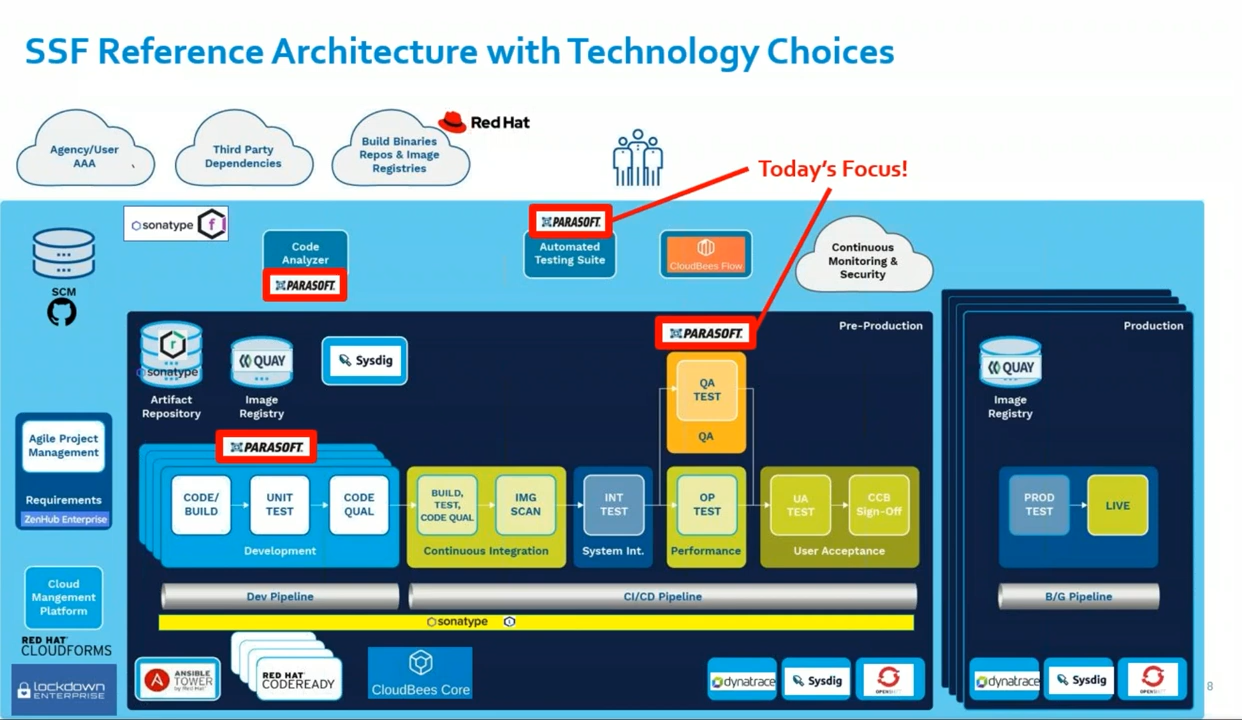 SSF Reference Architecture with Technology Choices
Agency/User
AAA
Third Party
Dependencies
Build Binaries
Repos & Image
Registries
Red Hat
Today's Focus!
sonatype
f
Code
Analyzer
PARASOFT
PARASOFT
Automated
Testing Suite
CloudBees Flow
Continuous
Monitoring &
Security
SCM
r
sonatype
Artifact
Repository
QUAY
Image
Registry
Sysdig
PARASOFT
Pre-Production
QA
TEST
QA
Production
QUAY
Image
Registry
Agile Project
Management
Requirements
ZenHub Enterprise
PARASOFT
CODE/
BUILD
UNIT
TEST
CODE
QUAL
Development
BUILD,
TEST,
CODE QUAL
IMG
SCAN
Continuous Integration
INT
TEST
System Int.
OP
TEST
Performance
UA
TEST
CCB
Sign-Off
User Acceptance
PROD
TEST
LIVE
Cloud
Mangement
Platform
Dev Pipeline
CI/CD Pipeline
B/G Pipeline
sonatype
RED HAT
CLOUDFORMS
lockdown
ENTERPRISE
ANSIBLE
TOWER
by Red Hat
RED HAT
CODEREADY
CloudBees Core
dynatrace
Sysdig
dynatrace
Sysdig
8